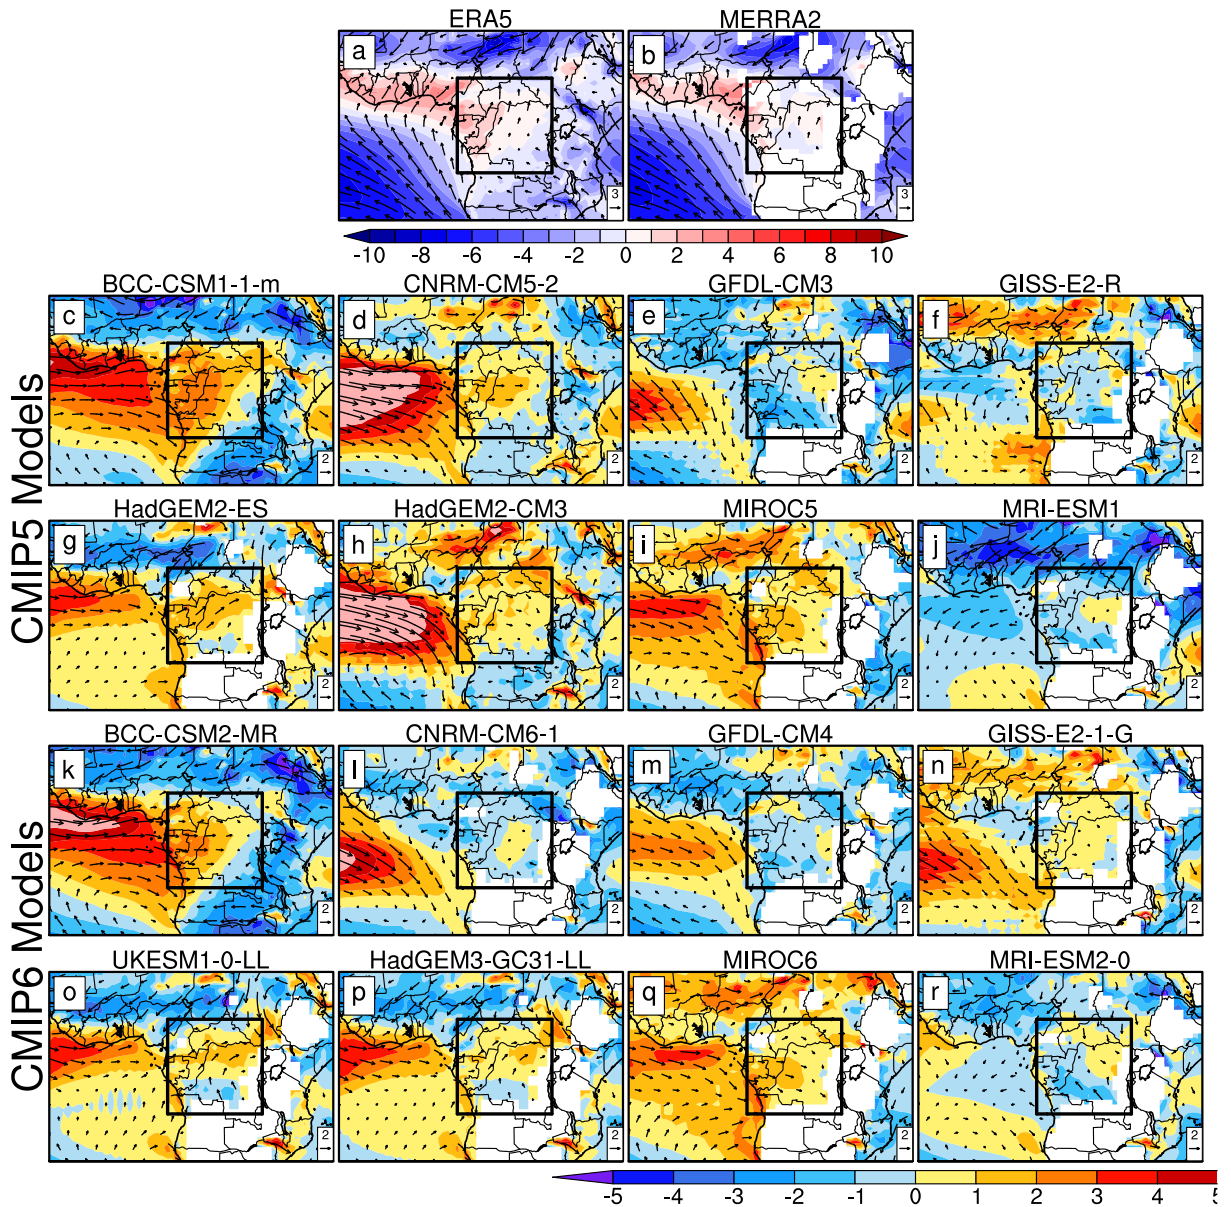 ERA5 MERRA2
a b
3 3
-10 -8 -6 -4 -2 0 2 4 6 8 10
CMIP5 Models
BCC-CSM1-1-m CNRM-CM5-2 GFDL-CM3 GISS-E2-R
c d e f
2 2 2 2
HadGEM2-ES HadGEM2-CM3 MIROC5 MRI-ESM1
g h i j
2 3 2 2
CMIP6 Models
BCC-CSM2-MR CNRM-CM6-1 GFDL-CM4 GISS-E2-1-G
k l m n
2 2 2 2
UKESM1-0-LL HadGEM3-GC31-LL MIROC6 MRI-ESM2-0
o p q r
2 2 2 2
-5 -4 -3 -2 -1 0 1 2 3 4 5